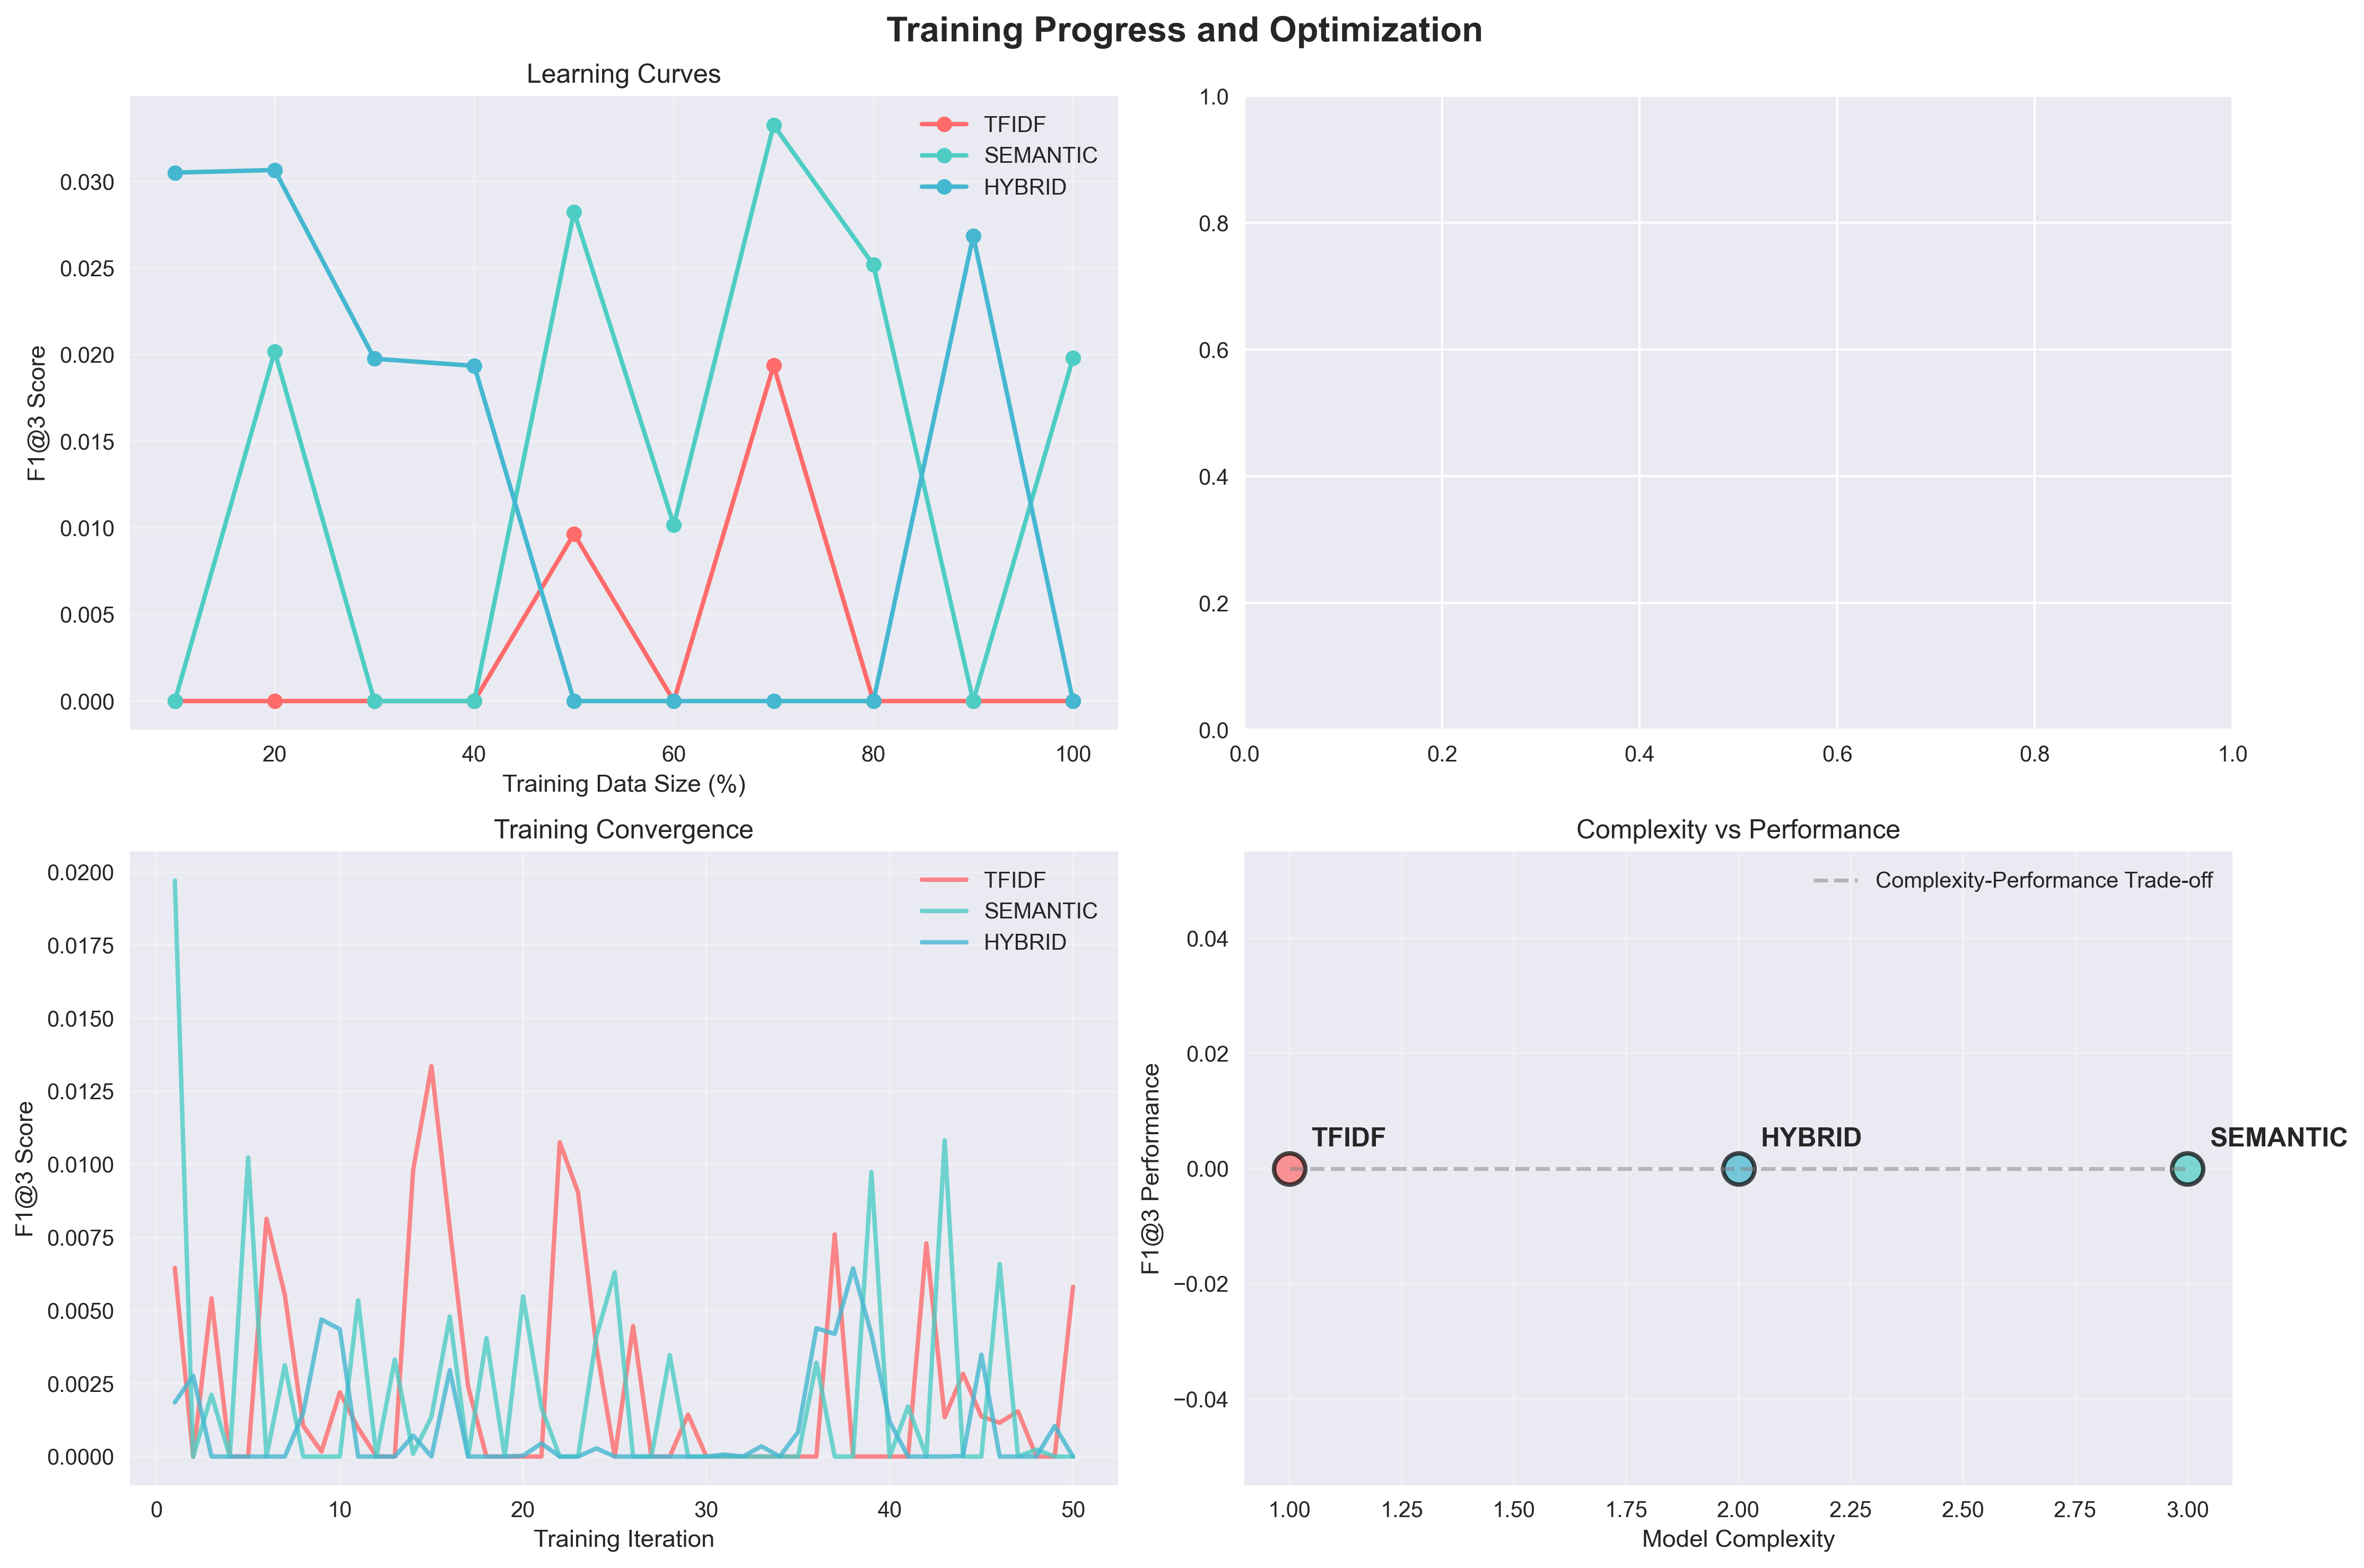 Training Progress and Optimization
Learning Curves
TFIDF
SEMANTIC
HYBRID
F1@3 Score
0.030
0.025
0.020
0.015
0.010
0.005
0.000
20 40 60 80 100
Training Data Size (%)
1.0
0.8
0.6
0.4
0.2
0.0
0.0 0.2 0.4 0.6 0.8 1.0
Training Convergence
TFIDF
SEMANTIC
HYBRID
F1@3 Score
0.0200
0.0175
0.0150
0.0125
0.0100
0.0075
0.0050
0.0025
0.0000
0 10 20 30 40 50
Training Iteration
Complexity vs Performance
Complexity-Performance Trade-off
F1@3 Performance
0.04
0.02
0.00
−0.02
−0.04
TFIDF
HYBRID
SEMANTIC
1.00 1.25 1.50 1.75 2.00 2.25 2.50 2.75 3.00
Model Complexity